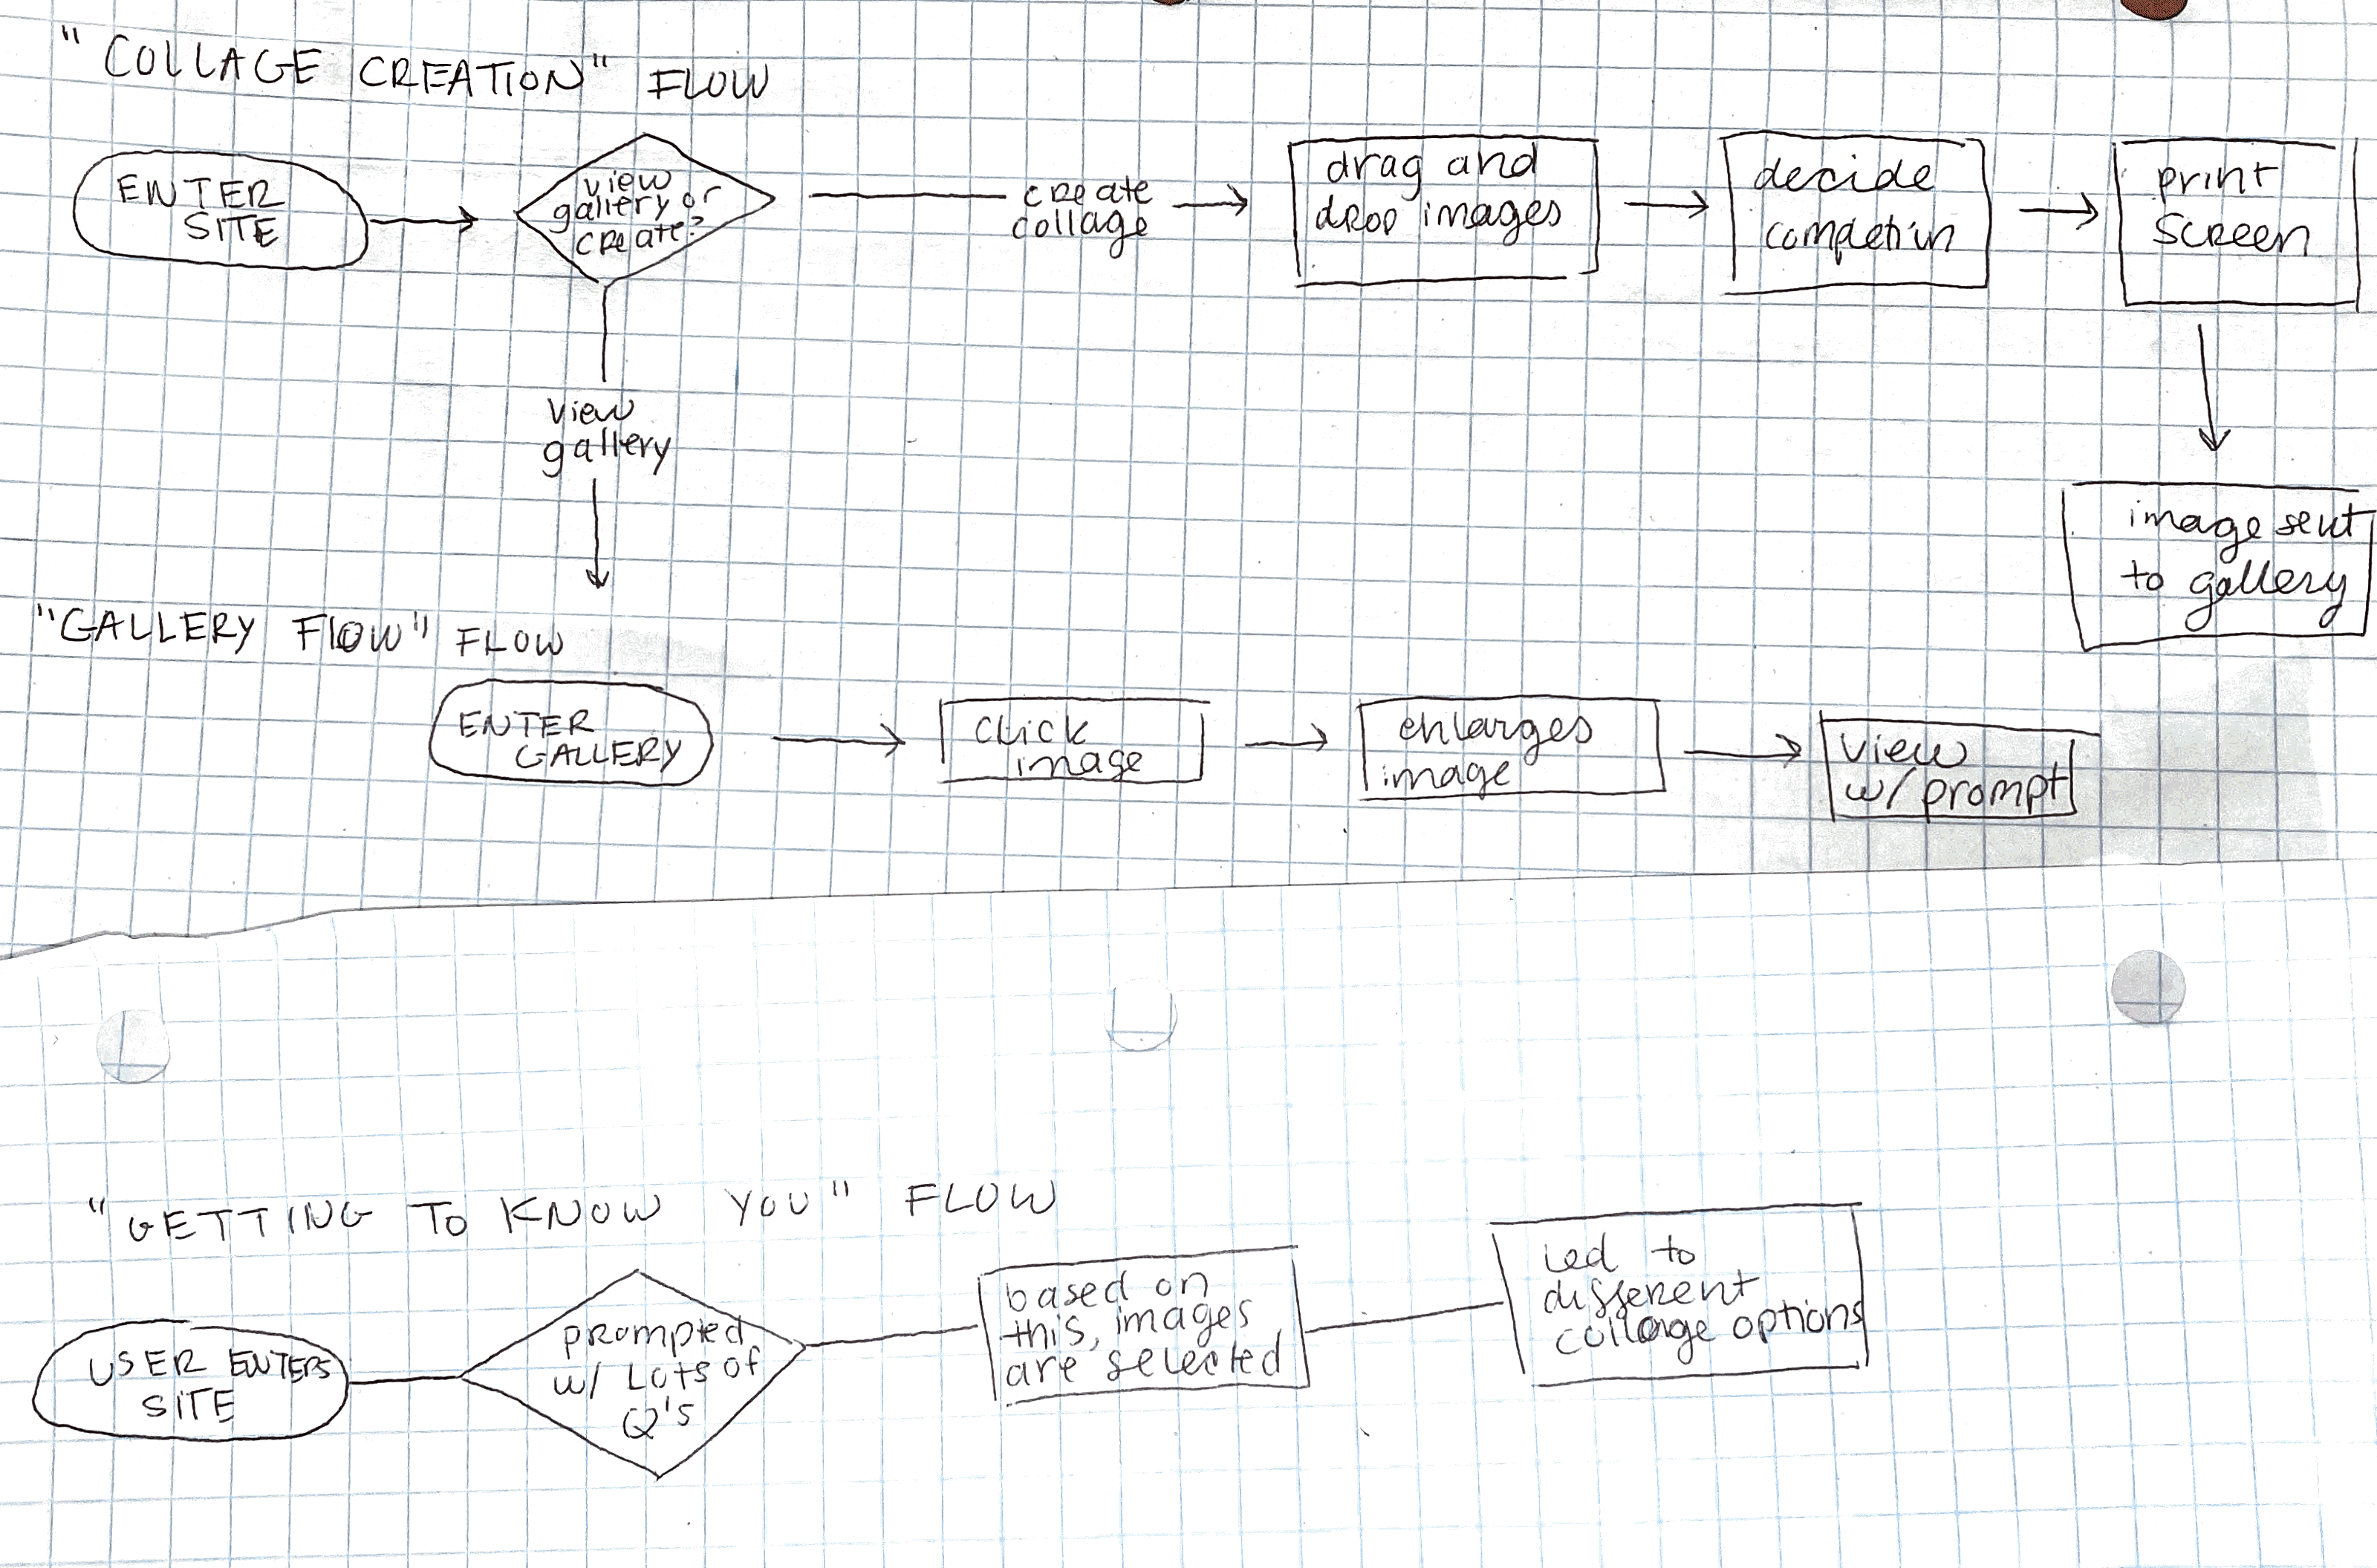 "COLLAGE CREATION" FLOW
ENTER
SITE
view
gallery or
create?
create
collage
drag and
drop images
decide
completion
print
screen
view
gallery
image sent
to gallery
"GALLERY FLOW" FLOW
ENTER
GALLERY
click
image
enlarges
image
view
w/ prompt
"GETTING TO KNOW YOU" FLOW
USER ENTERS
SITE
prompted
w/ Lots of
Q's
based on
this, images
are selected
led to
different
collage options